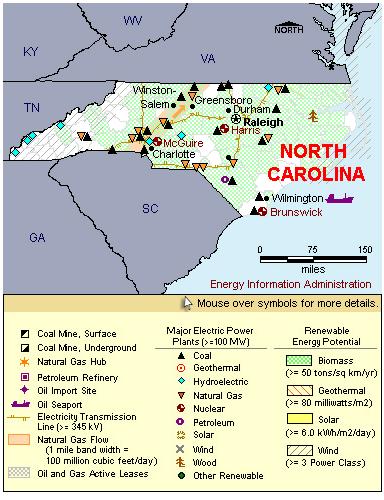 WV
KY
VA
NORTH
TN
Winston-
Salem
Greensboro
Durham
Raleigh
Harris
McGuire
Charlotte
NORTH
CAROLINA
SC
Wilmington
Brunswick
GA
0 75 150
miles
Energy Information Administration
Mouse over symbols for more details.
Coal Mine, Surface
Coal Mine, Underground
Natural Gas Hub
Petroleum Refinery
Oil Import Site
Oil Seaport
Electricity Transmission
Line (>= 345 kV)
Natural Gas Flow
(1 mile band width =
100 million cubic feet/day)
Oil and Gas Active Leases
Major Electric Power
Plants (>=100 MW)
Coal
Geothermal
Hydroelectric
Natural Gas
Nuclear
Petroleum
Solar
Wind
Wood
Other Renewable
Renewable
Energy Potential
Biomass
(>= 50 tons/sq km/yr)
Geothermal
(>= 80 milliwatts/m2)
Solar
(>= 6.0 kWh/m2/day)
Wind
(>= 3 Power Class)